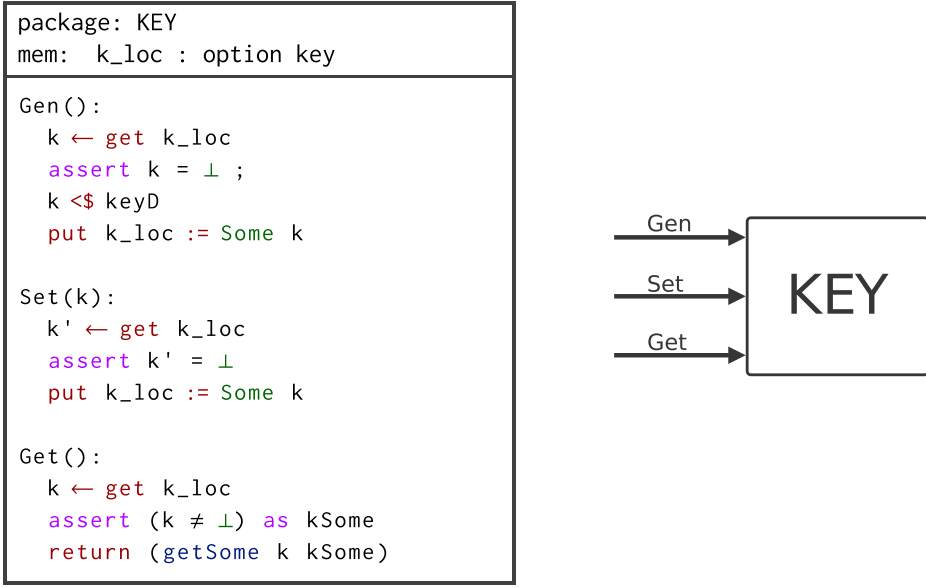 package: KEY
mem:  k_loc : option key
Gen():
  k ← get k_loc
  assert k = ⊥ ;
  k <$ keyD
  put k_loc := Some k
Set(k):
  k' ← get k_loc
  assert k' = ⊥
  put k_loc := Some k
Get():
  k ← get k_loc
  assert (k ≠ ⊥) as kSome
  return (getSome k kSome)
Gen
Set
Get
KEY